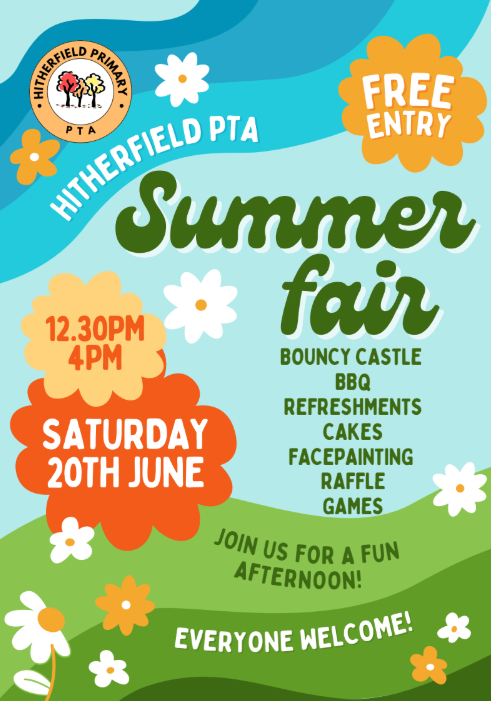 HITHERFIELD PRIMARY
PTA
FREE
ENTRY
HITHERFIELD PTA
Summer
fair
12.30PM
4PM
SATURDAY
20TH JUNE
BOUNCY CASTLE
BBQ
REFRESHMENTS
CAKES
FACEPAINTING
RAFFLE
GAMES
JOIN US FOR A FUN
AFTERNOON!
EVERYONE WELCOME!